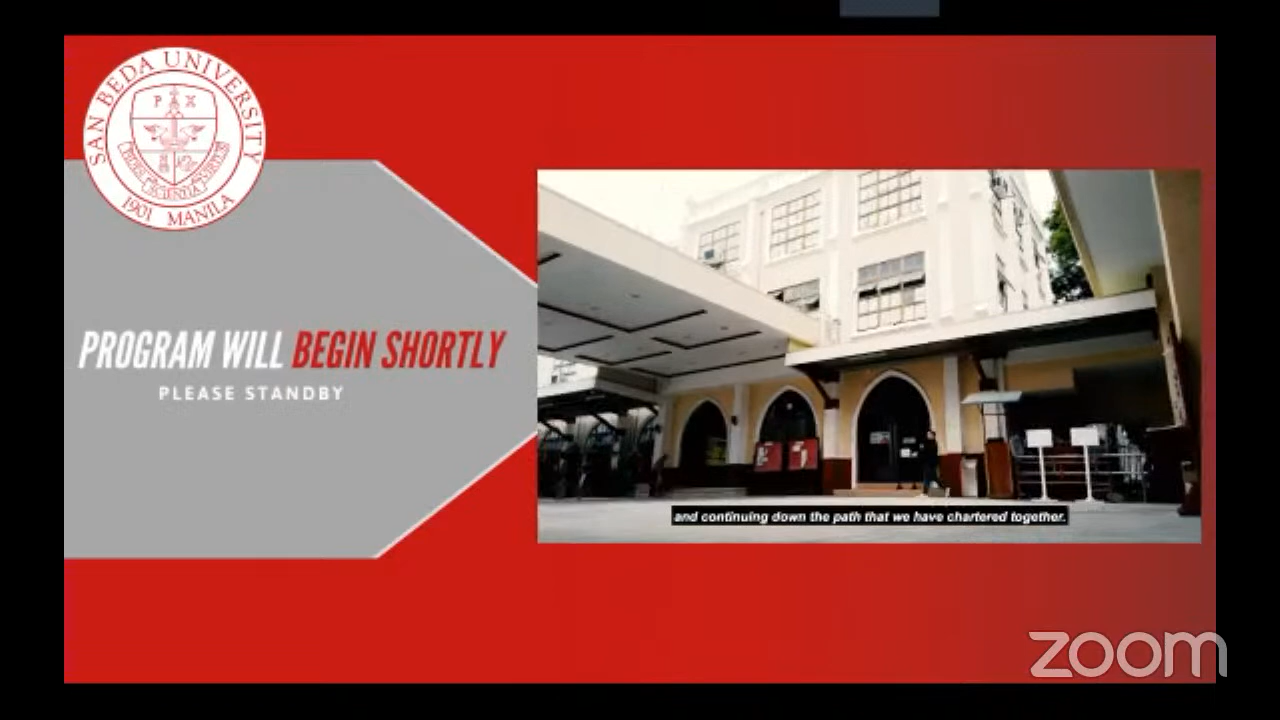 SAN BEDA UNIVERSITY
P X
SCIENTIA
1901 MANILA
PROGRAM WILL BEGIN SHORTLY
PLEASE STANDBY
and continuing down the path that we have chartered together.
zoom